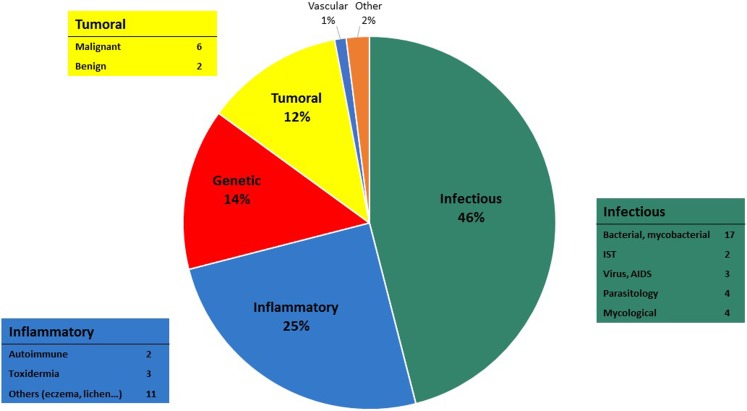 Vascular
1%
Other
2%
Tumoral
Malignant 6
Benign 2
Tumoral
12%
Genetic
14%
Infectious
46%
Inflammatory
25%
Infectious
Bacterial, mycobacterial 17
IST 2
Virus, AIDS 3
Parasitology 4
Mycological 4
Inflammatory
Autoimmune 2
Toxidermia 3
Others (eczema, lichen...) 11